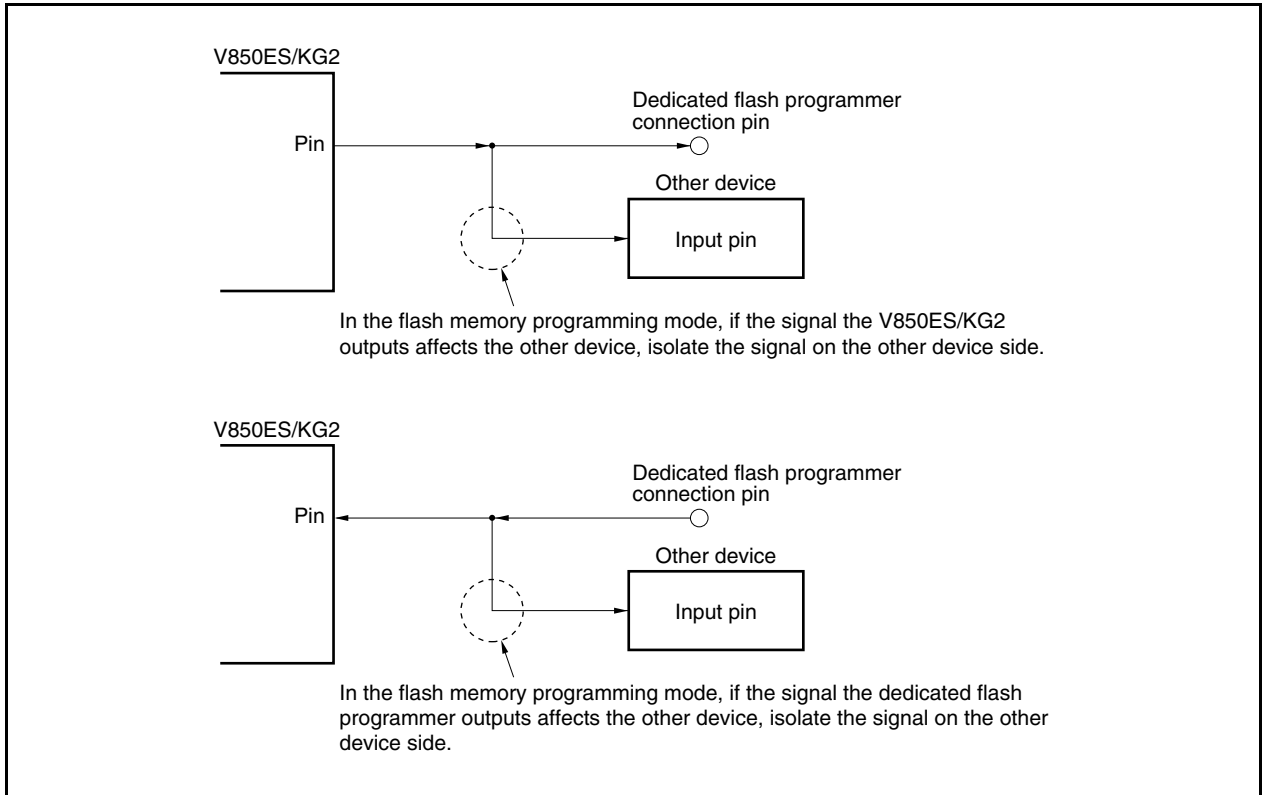 V850ES/KG2
Dedicated flash programmer
connection pin
Pin
Other device
Input pin
In the flash memory programming mode, if the signal the V850ES/KG2
outputs affects the other device, isolate the signal on the other device side.
V850ES/KG2
Dedicated flash programmer
connection pin
Pin
Other device
Input pin
In the flash memory programming mode, if the signal the dedicated flash
programmer outputs affects the other device, isolate the signal on the other
device side.